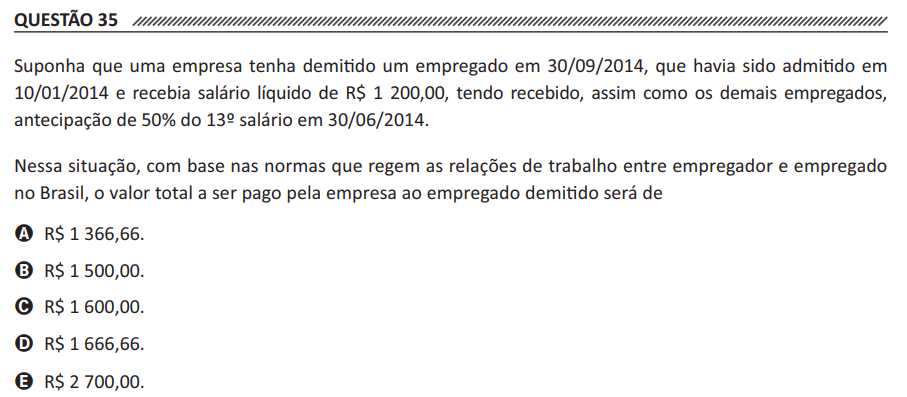 QUESTÃO 35
Suponha que uma empresa tenha demitido um empregado em 30/09/2014, que havia sido admitido em
10/01/2014 e recebia salário líquido de R$ 1 200,00, tendo recebido, assim como os demais empregados,
antecipação de 50% do 13º salário em 30/06/2014.
Nessa situação, com base nas normas que regem as relações de trabalho entre empregador e empregado
no Brasil, o valor total a ser pago pela empresa ao empregado demitido será de
A R$ 1 366,66.
B R$ 1 500,00.
C R$ 1 600,00.
D R$ 1 666,66.
E R$ 2 700,00.